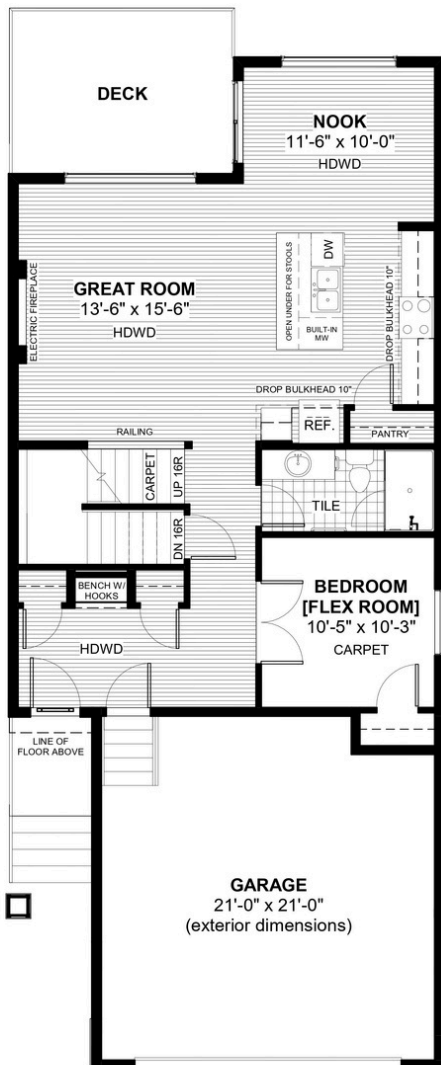 DECK
NOOK
11'-6" x 10'-0"
HDWD
GREAT ROOM
13'-6" x 15'-6"
HDWD
ELECTRIC FIREPLACE
OPEN UNDER FOR STOOLS
DW
BUILT-IN
MW
DROP BULKHEAD 10"
DROP BULKHEAD 10"
REF.
PANTRY
RAILING
CARPET
UP 16R
DN 16R
TILE
BENCH W/
HOOKS
HDWD
BEDROOM
[FLEX ROOM]
10'-5" x 10'-3"
CARPET
LINE OF
FLOOR ABOVE
GARAGE
21'-0" x 21'-0"
(exterior dimensions)